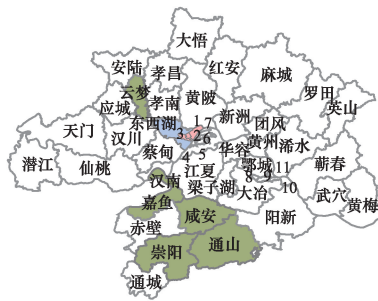 大悟
安陆 孝昌 红安 麻城
云梦 罗田
应城 孝南 黄陂 英山
天门 东西湖 1 7 新洲 团风
汉川 3 2 6 黄州 浠水
潜江 仙桃 蔡甸 4 5 华容 鄂城 11 蕲春
汉南 江夏 8 9
嘉鱼 梁子湖 大冶 10 武穴 黄梅
赤壁 咸安 阳新
崇阳 通山
通城